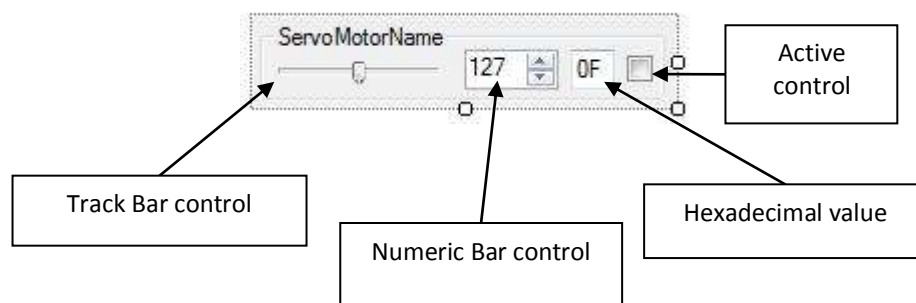 ServoMotorName
127
0F
Active
control
Track Bar control
Numeric Bar control
Hexadecimal value